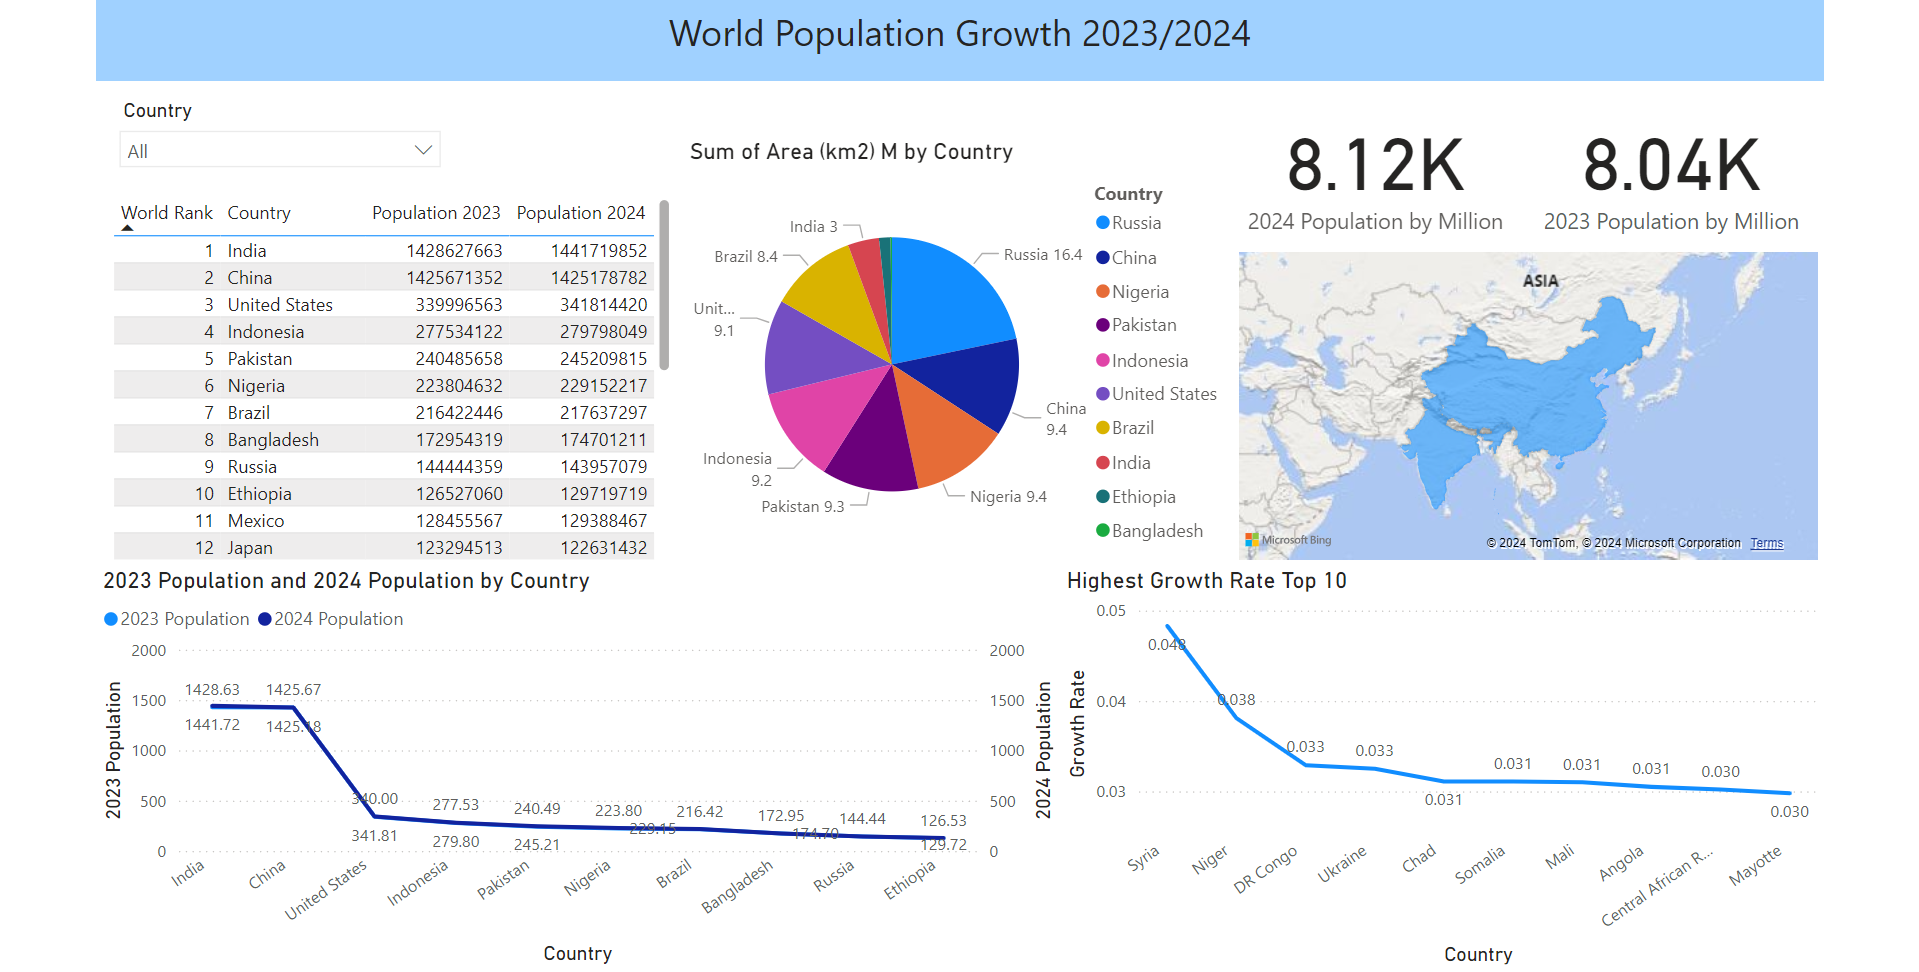 World Population Growth 2023/2024
Country
All
World Rank Country Population 2023 Population 2024
1 India 1428627663 1441719852
2 China 1425671352 1425178782
3 United States 339996563 341814420
4 Indonesia 277534122 279798049
5 Pakistan 240485658 245209815
6 Nigeria 223804632 229152217
7 Brazil 216422446 217637297
8 Bangladesh 172954319 174701211
9 Russia 144444359 143957079
10 Ethiopia 126527060 129719719
11 Mexico 128455567 129388467
12 Japan 123294513 122631432
Sum of Area (km2) M by Country
India 3
Brazil 8.4
Unit...
9.1
Indonesia
9.2
Pakistan 9.3
Nigeria 9.4
China
9.4
Russia 16.4
Country
Russia
China
Nigeria
Pakistan
Indonesia
United States
Brazil
India
Ethiopia
Bangladesh
8.12K
2024 Population by Million
8.04K
2023 Population by Million
ASIA
Microsoft Bing
© 2024 TomTom, © 2024 Microsoft Corporation Terms
2023 Population and 2024 Population by Country
2023 Population 2024 Population
2023 Population
2000
1500
1000
500
0
1428.63 1425.67
1441.72 1425.18
340.00 277.53 240.49 223.80 216.42 172.95 144.44 126.53
341.81 279.80 245.21 229.15 174.70 129.72
2000
1500
1000
500
0
2024 Population
India China United States Indonesia Pakistan Nigeria Brazil Bangladesh Russia Ethiopia
Country
Highest Growth Rate Top 10
Growth Rate
0.05
0.04
0.03
0.048 0.038 0.033 0.033 0.031 0.031 0.031 0.031 0.030 0.030
Syria Niger DR Congo Ukraine Chad Somalia Mali Angola Central African R... Mayotte
Country